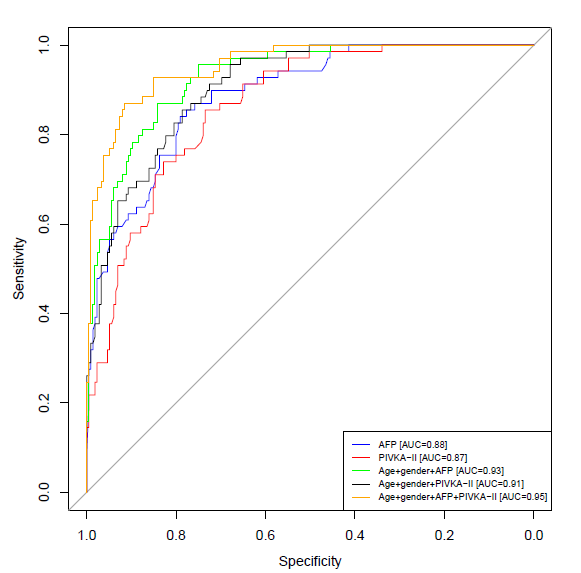 1.0
0.8
0.6
0.4
0.2
0.0
Sensitivity
AFP [AUC=0.88]
PIVKA−II [AUC=0.87]
Age+gender+AFP [AUC=0.93]
Age+gender+PIVKA−II [AUC=0.91]
Age+gender+AFP+PIVKA−II [AUC=0.95]
1.0 0.8 0.6 0.4 0.2 0.0
Specificity